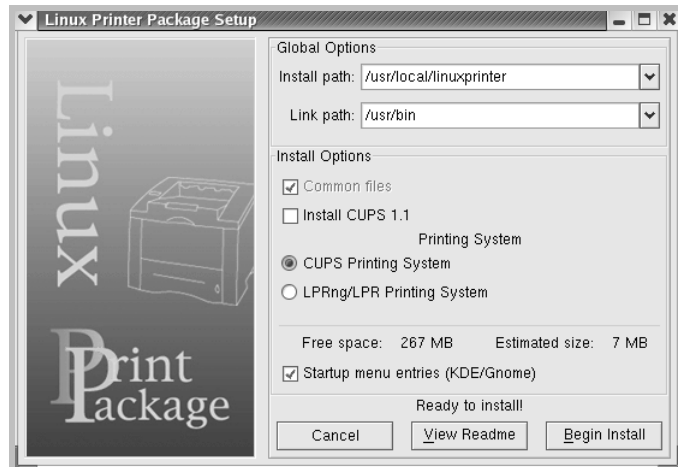 Linux Printer Package Setup
Linux
Print
Package
Global Options
Install path: /usr/local/linuxprinter
Link path: /usr/bin
Install Options
Common files
Install CUPS 1.1
Printing System
CUPS Printing System
LPRng/LPR Printing System
Free space: 267 MB Estimated size: 7 MB
Startup menu entries (KDE/Gnome)
Ready to install!
Cancel View Readme Begin Install